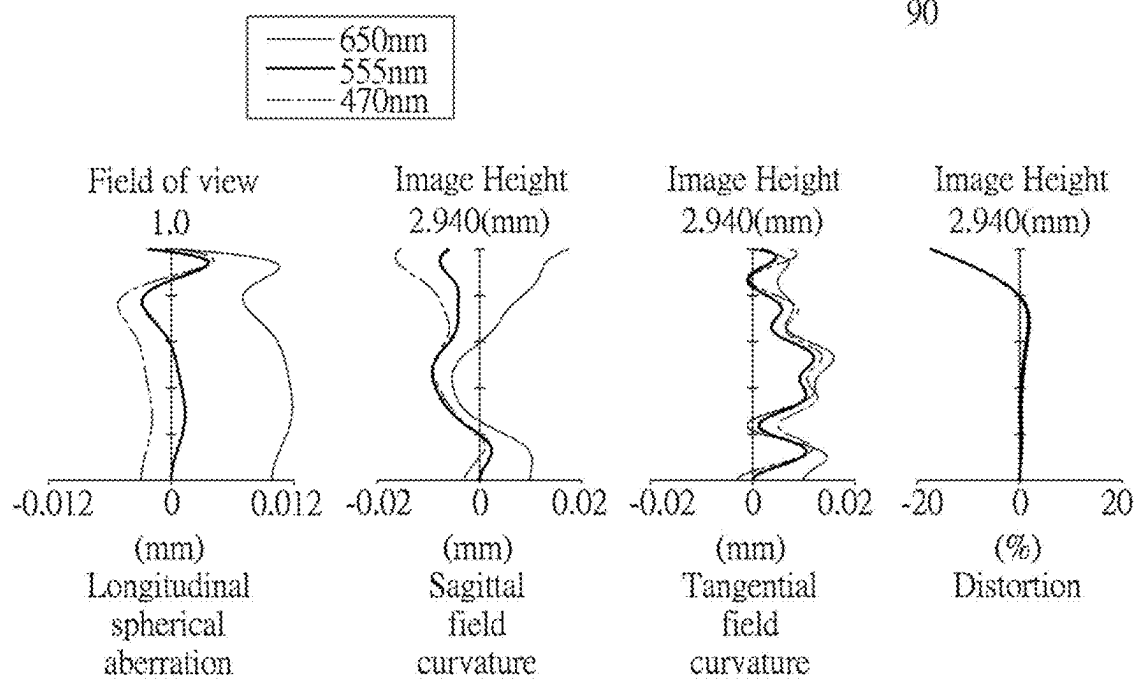 90
650nm
555nm
470nm
Field of view
1.0
Image Height
2.940(mm)
Image Height
2.940(mm)
Image Height
2.940(mm)
-0.012 0 0.012
(mm)
Longitudinal
spherical
aberration
-0.02 0 0.02
(mm)
Sagittal
field
curvature
-0.02 0 0.02
(mm)
Tangential
field
curvature
-20 0 20
(%)
Distortion